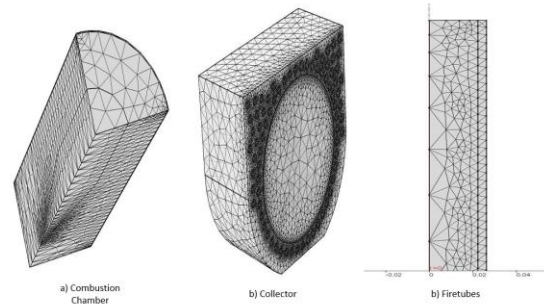 -0.02
0
0.02
0.04
a) Combustion
Chamber
b) Collector
b) Firetubes